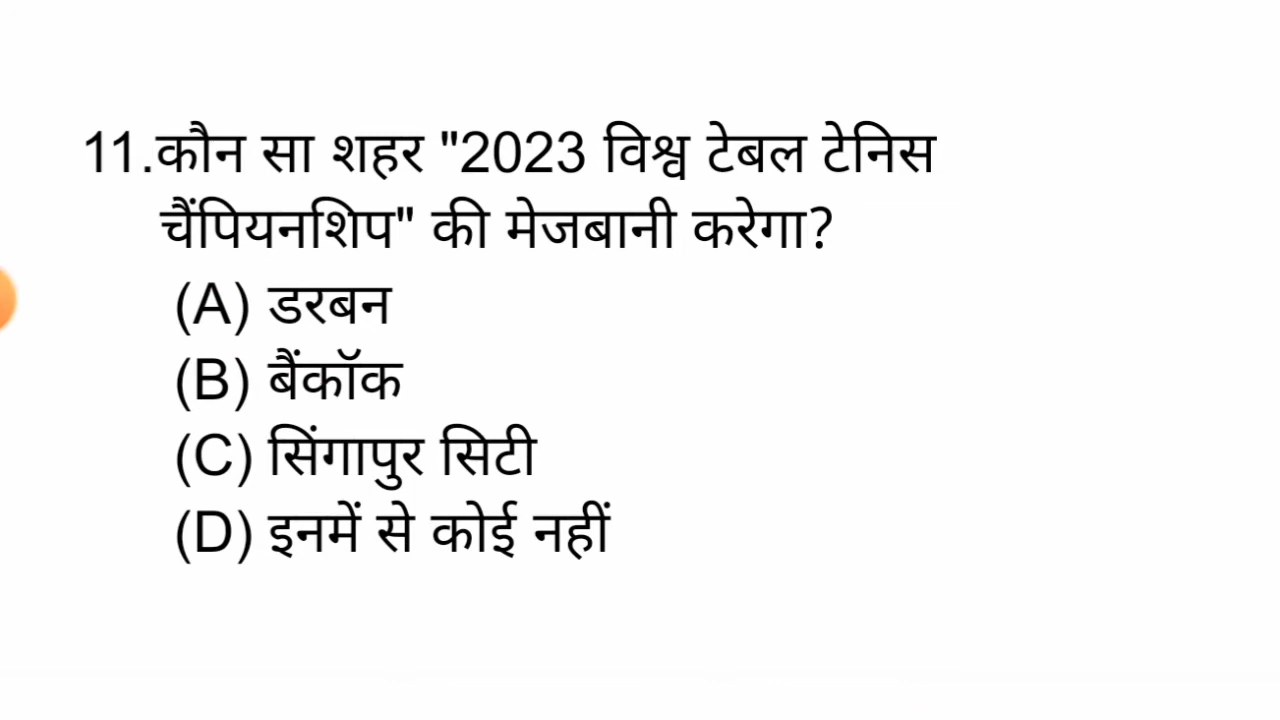 11.कौन सा शहर "2023 विश्व टेबल टेनिस
चैंपियनशिप" की मेजबानी करेगा?
(A) डरबन
(B) बैंकॉक
(C) सिंगापुर सिटी
(D) इनमें से कोई नहीं